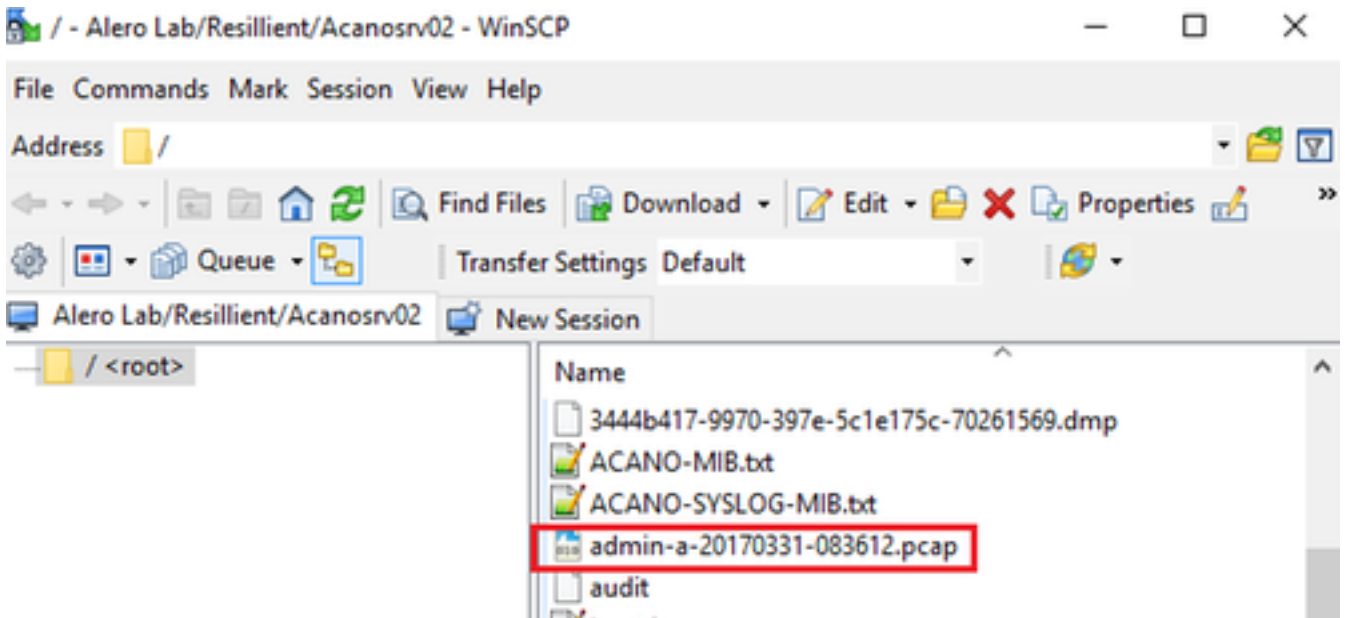 / - Alero Lab/Resillient/Acanosrv02 - WinSCP
File Commands Mark Session View Help
Address /
Find Files Download Edit Properties »
Queue Transfer Settings Default
Alero Lab/Resillient/Acanosrv02 New Session
/ <root>
Name
3444b417-9970-397e-5c1e175c-70261569.dmp
ACANO-MIB.txt
ACANO-SYSLOG-MIB.txt
admin-a-20170331-083612.pcap
audit